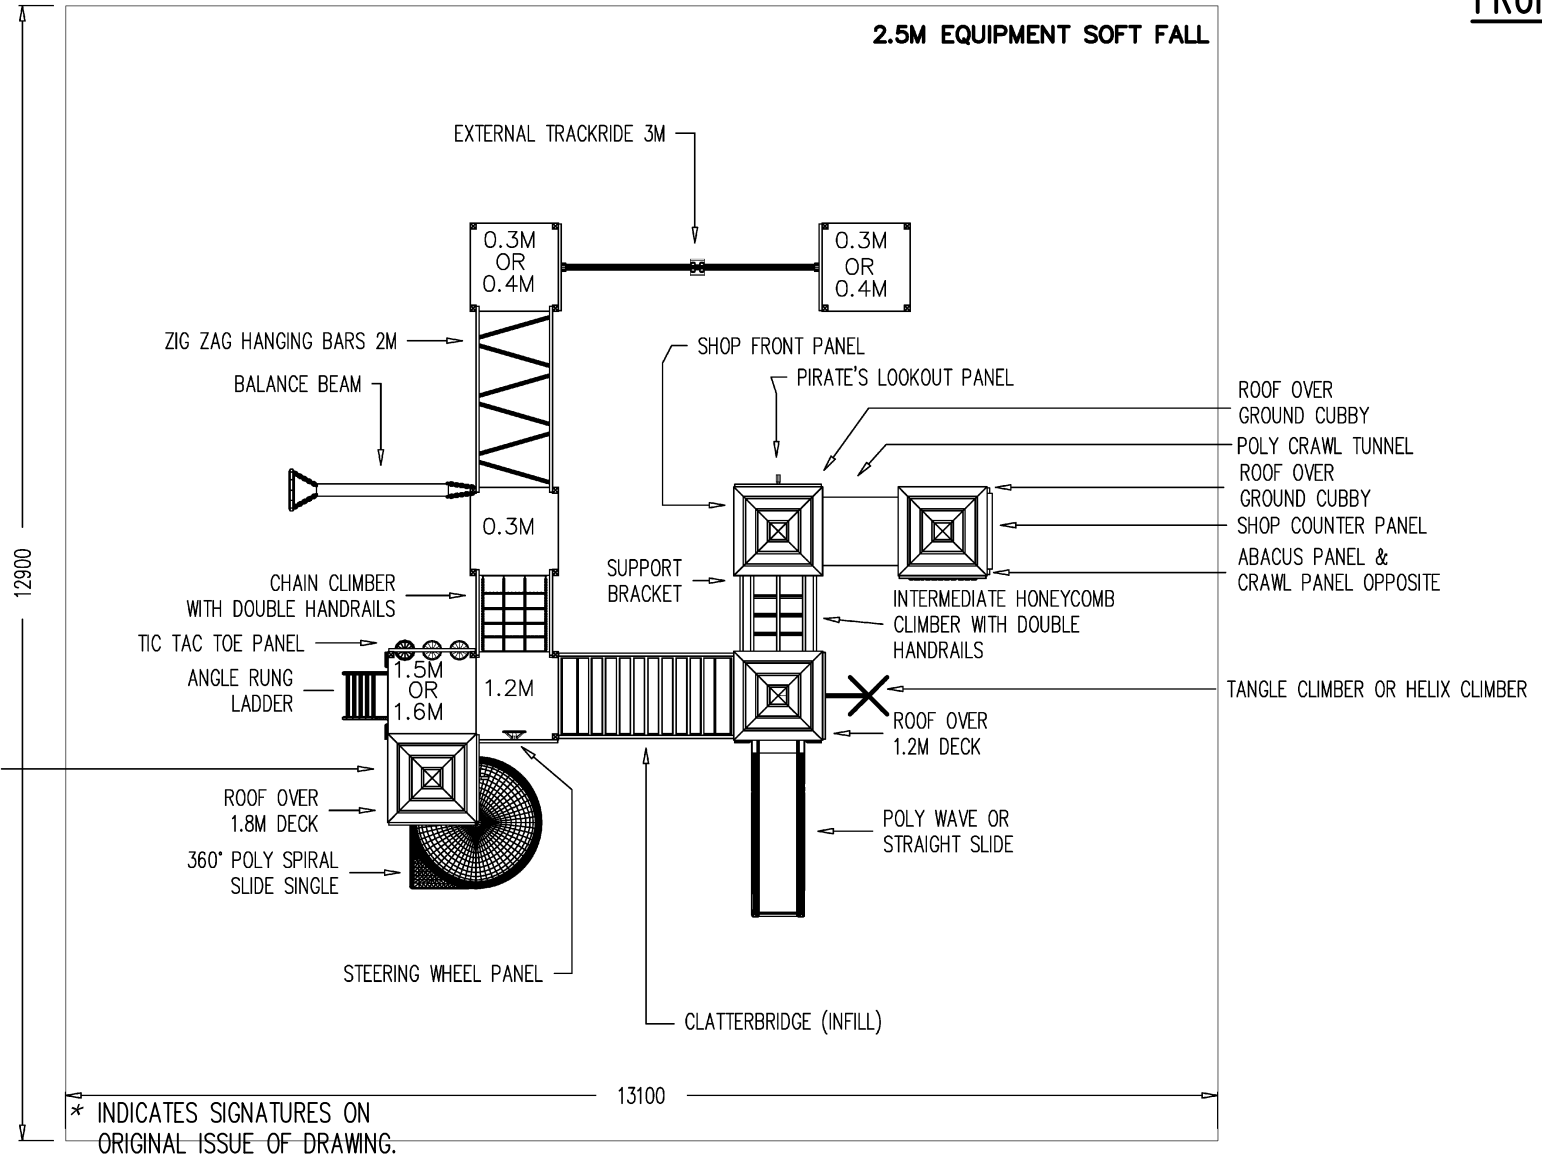 2.5M EQUIPMENT SOFT FALL
EXTERNAL TRACKRIDE 3M
0.3M
OR
0.4M
0.3M
OR
0.4M
ZIG ZAG HANGING BARS 2M
SHOP FRONT PANEL
PIRATE'S LOOKOUT PANEL
BALANCE BEAM
ROOF OVER
GROUND CUBBY
POLY CRAWL TUNNEL
ROOF OVER
GROUND CUBBY
SHOP COUNTER PANEL
ABACUS PANEL &
CRAWL PANEL OPPOSITE
0.3M
12900
SUPPORT
BRACKET
CHAIN CLIMBER
WITH DOUBLE HANDRAILS
INTERMEDIATE HONEYCOMB
CLIMBER WITH DOUBLE
HANDRAILS
TIC TAC TOE PANEL
ANGLE RUNG
LADDER
1.5M
OR
1.6M
1.2M
TANGLE CLIMBER OR HELIX CLIMBER
ROOF OVER
1.2M DECK
ROOF OVER
1.8M DECK
POLY WAVE OR
STRAIGHT SLIDE
360° POLY SPIRAL
SLIDE SINGLE
STEERING WHEEL PANEL
CLATTERBRIDGE (INFILL)
13100
* INDICATES SIGNATURES ON
ORIGINAL ISSUE OF DRAWING.